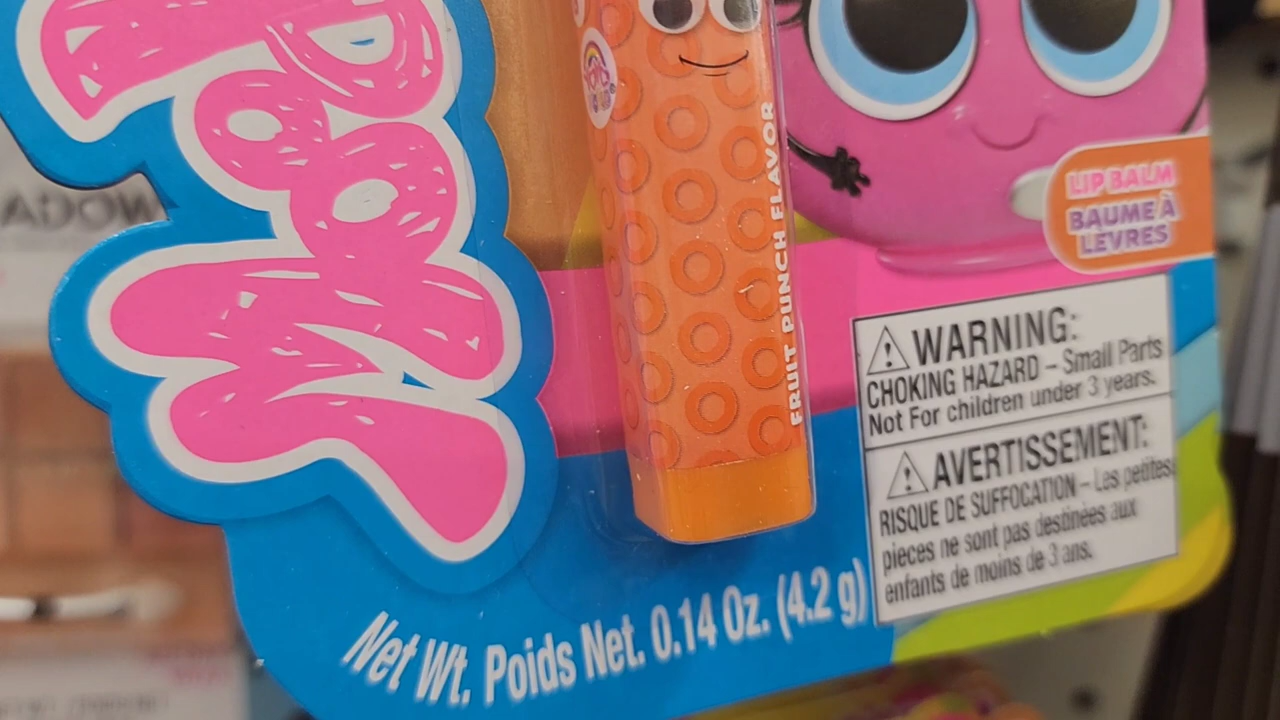 POOPSY
FRUIT PUNCH FLAVOR
LIP BALM
BAUME À
LÈVRES
WARNING:
CHOKING HAZARD – Small Parts
Not For children under 3 years.
AVERTISSEMENT:
RISQUE DE SUFFOCATION – Les petites
pieces ne sont pas destinées aux
enfants de moins de 3 ans.
Net Wt. Poids Net. 0.14 Oz. (4.2 g)